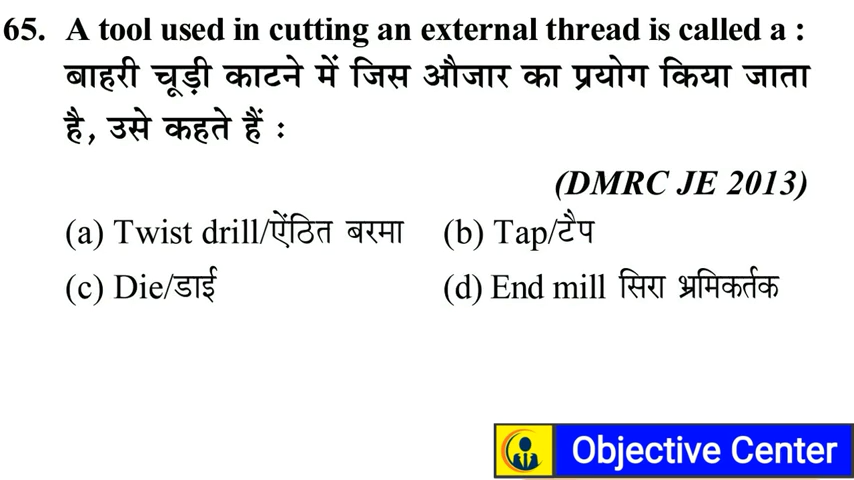 65. A tool used in cutting an external thread is called a :
बाहरी चूड़ी काटने में जिस औजार का प्रयोग किया जाता
है, उसे कहते हैं :
(DMRC JE 2013)
(a) Twist drill/ऐंठित बरमा (b) Tap/टैप
(c) Die/डाई (d) End mill सिरा भ्रमिकर्तक
Objective Center